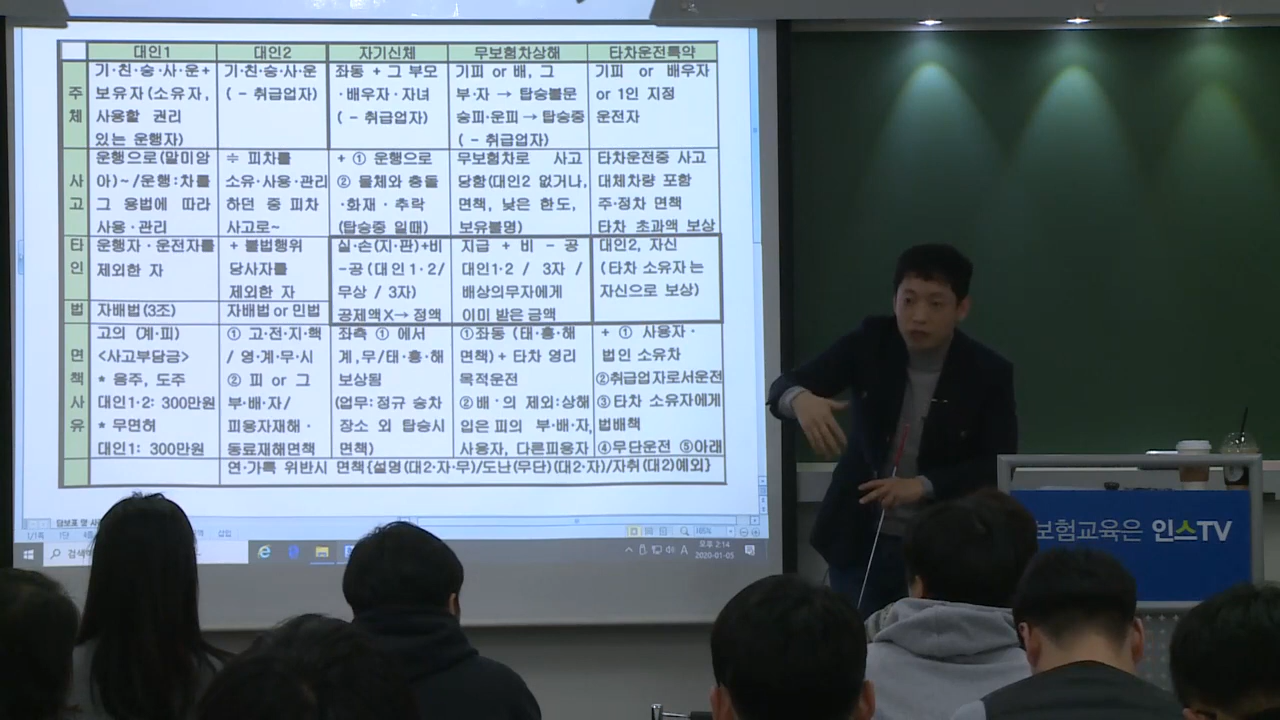 대인1 대인2 자기신체 무보험차상해 타차운전특약
주체
기·친·승·사·운+
보유자(소유자,
사용할 권리
있는 운행자)
기·친·승·사·운
( - 취급업자)
좌동 + 그 부모
·배우자·자녀
( - 취급업자)
기피 or 배, 그
부·자 → 탑승불문
승피·운피 → 탑승중
( - 취급업자)
기피 or 배우자
or 1인 지정
운전자
사고
운행으로(말미암
아)~/운행:차를
그 용법에 따라
사용·관리
≑ 피차를
소유·사용·관리
하던 중 피차
사고로~
+ ① 운행으로
② 물체와 충돌
·화재·추락
(탑승중 일때)
무보험차로 사고
당함(대인2 없거나,
면책, 낮은 한도,
보유불명)
타차운전중 사고
대체차량 포함
주·정차 면책
타차 초과액 보상
타인
운행자·운전자를
제외한 자
+ 불법행위
당사자를
제외한 자
실·손(지·판)+비
-공(대인1·2/
무상 / 3자)
공제액X→ 정액
지급 + 비 - 공
대인1·2 / 3자 /
배상의무자에게
이미 받은 금액
대인2, 자신
(타차 소유자는
자신으로 보상)
법
자배법(3조)
자배법 or 민법
면책사유
고의 (계·피)
<사고부담금>
* 음주, 도주
대인1·2: 300만원
* 무면허
대인1: 300만원
① 고·전·지·핵
/ 영·계·무·시
② 피 or 그
부·배·자/
피용자재해·
동료재해면책
좌측 ① 에서
계,무/태·홍·해
보상됨
(업무:정규 승차
장소 외 탑승시
면책)
①좌동 (태·홍·해
면책)+ 타차 영리
목적운전
②배·의 제외:상해
입은 피의 부·배·자,
사용자, 다른피용자
+ ① 사용자·
법인 소유차
②취급업자로서운전
③타차 소유자에게
법배책
④무단운전 ⑤아래
연·가특 위반시 면책{설명(대2·자·무)/도난(무단)(대2·자)/자취(대2)예외}
삽입
오후 2:14
2020-01-05
보험교육은 인스TV